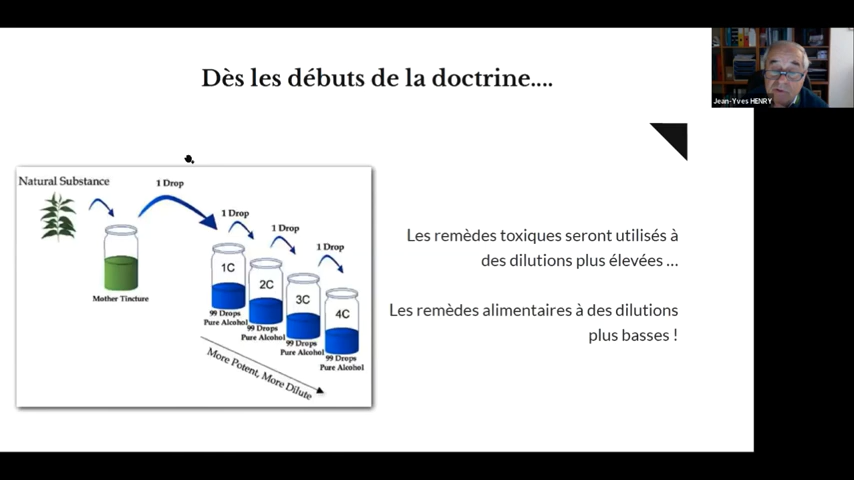 Dès les débuts de la doctrine....
Jean-Yves HENRY
Natural Substance
1 Drop
1 Drop
1 Drop
1 Drop
1C
2C
3C
4C
Mother Tincture
99 Drops
Pure Alcohol
99 Drops
Pure Alcohol
99 Drops
Pure Alcohol
99 Drops
Pure Alcohol
More Potent, More Dilute
Les remèdes toxiques seront utilisés à
des dilutions plus élevées ...
Les remèdes alimentaires à des dilutions
plus basses !